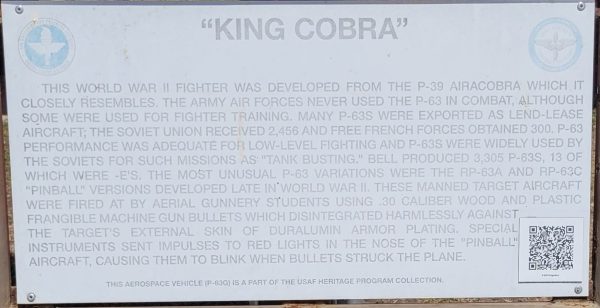 "KING COBRA"
THIS WORLD WAR II FIGHTER WAS DEVELOPED FROM THE P-39 AIRACOBRA WHICH IT
CLOSELY RESEMBLES. THE ARMY AIR FORCES NEVER USED THE P-63 IN COMBAT, ALTHOUGH
SOME WERE USED FOR FIGHTER TRAINING. MANY P-63S WERE EXPORTED AS LEND-LEASE
AIRCRAFT; THE SOVIET UNION RECEIVED 2,456 AND FREE FRENCH FORCES OBTAINED 300. P-63
PERFORMANCE WAS ADEQUATE FOR LOW-LEVEL FIGHTING AND P-63S WERE WIDELY USED BY
THE SOVIETS FOR SUCH MISSIONS AS "TANK BUSTING." BELL PRODUCED 3,305 P-63S, 13 OF
WHICH WERE -E'S. THE MOST UNUSUAL P-63 VARIATIONS WERE THE RP-63A AND RP-63C
"PINBALL" VERSIONS DEVELOPED LATE IN WORLD WAR II. THESE MANNED TARGET AIRCRAFT
WERE FIRED AT BY AERIAL GUNNERY STUDENTS USING .30 CALIBER WOOD AND PLASTIC
FRANGIBLE MACHINE GUN BULLETS WHICH DISINTEGRATED HARMLESSLY AGAINST
THE TARGET'S EXTERNAL SKIN OF DURALUMIN ARMOR PLATING. SPECIAL
INSTRUMENTS SENT IMPULSES TO RED LIGHTS IN THE NOSE OF THE "PINBALL"
AIRCRAFT, CAUSING THEM TO BLINK WHEN BULLETS STRUCK THE PLANE.
THIS AEROSPACE VEHICLE (P-63G) IS A PART OF THE USAF HERITAGE PROGRAM COLLECTION.